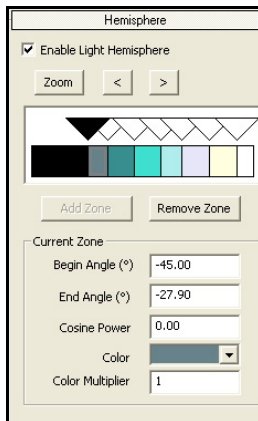 Hemisphere
Enable Light Hemisphere
Zoom < >
Add Zone Remove Zone
Current Zone
Begin Angle (°) -45.00
End Angle (°) -27.90
Cosine Power 0.00
Color
Color Multiplier 1